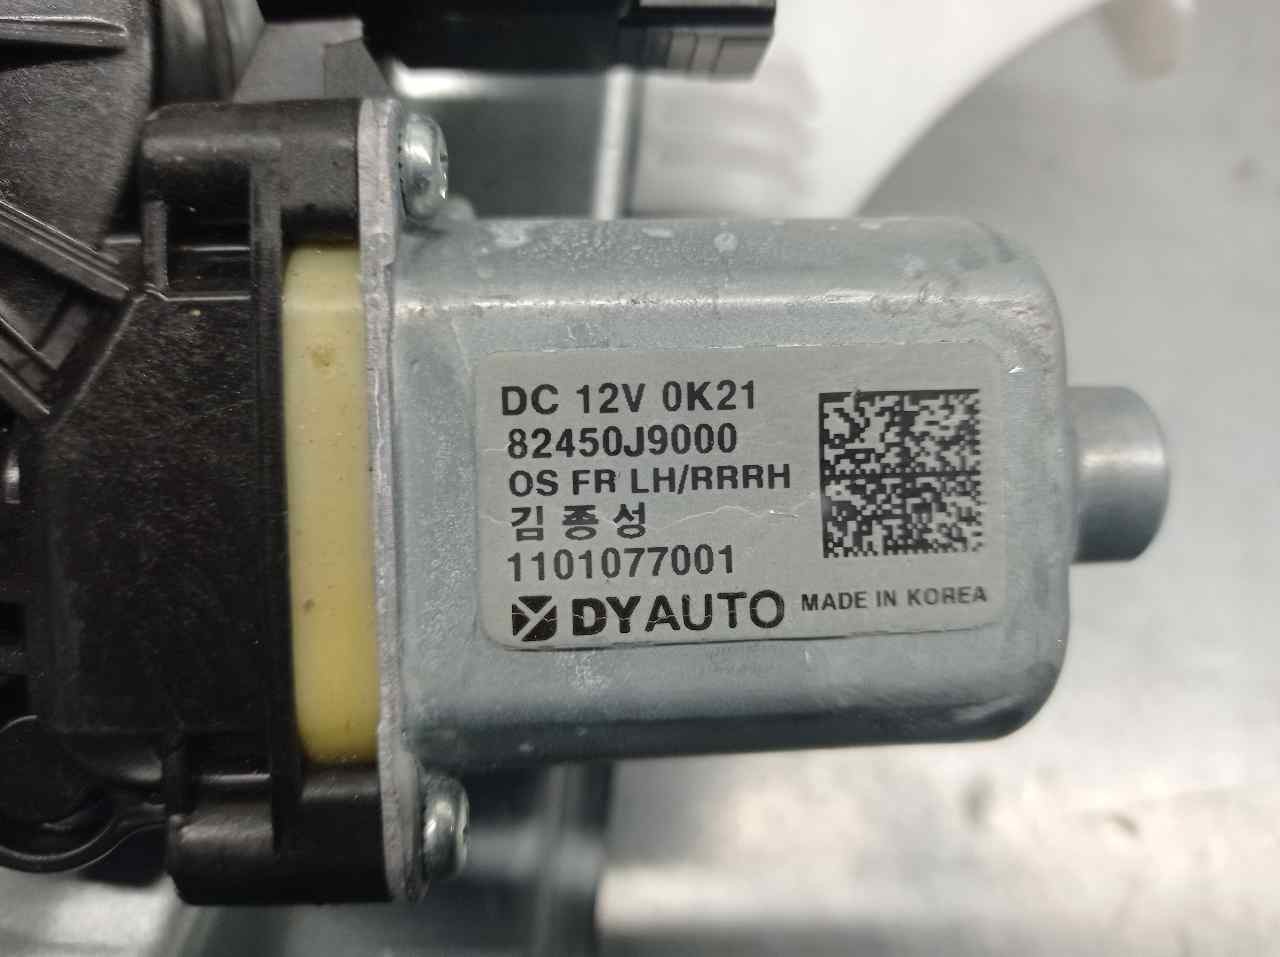 DC 12V 0K21
82450J9000
OS FR LH/RRRH
김종성
1101077001
DYAUTO MADE IN KOREA